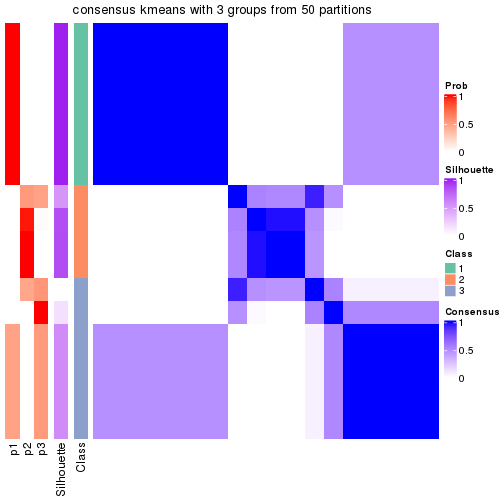 consensus kmeans with 3 groups from 50 partitions
Prob
1
0.5
0
Silhouette
1
0.5
0
Class
1
2
3
Consensus
1
0.5
0
p1
p2
p3
Silhouette
Class